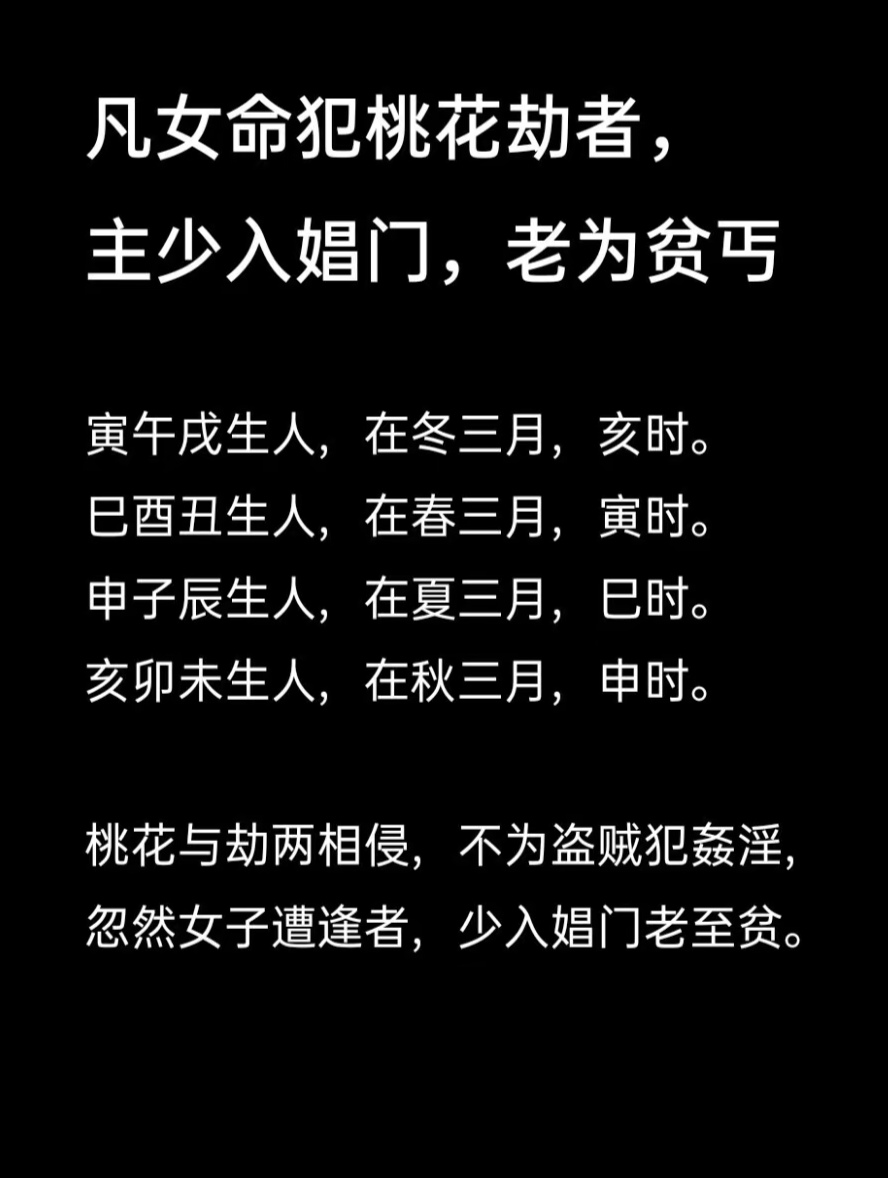 凡女命犯桃花劫者，
主少入娼门，老为贫丐
寅午戌生人，在冬三月，亥时。
巳酉丑生人，在春三月，寅时。
申子辰生人，在夏三月，巳时。
亥卯未生人，在秋三月，申时。
桃花与劫两相侵，不为盗贼犯姦淫，
忽然女子遭逢者，少入娼门老至贫。